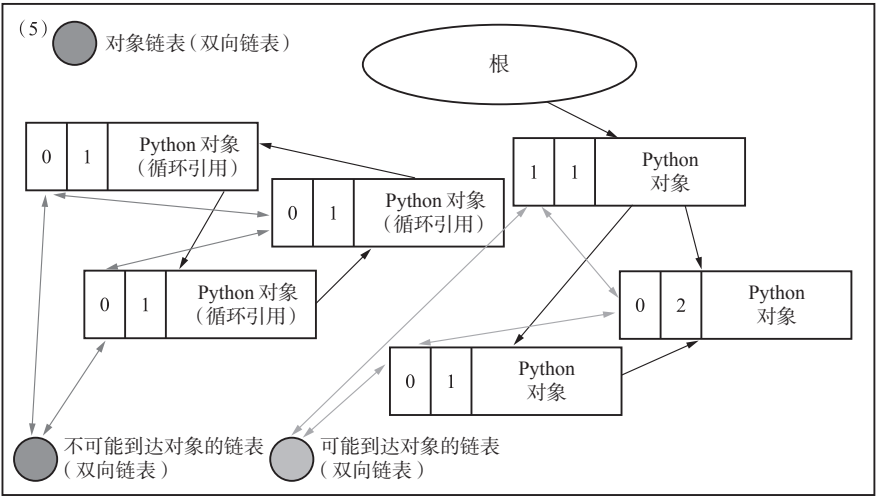 （5）
对象链表（双向链表）
根
0 1 Python 对象
（循环引用）
1 1 Python
对象
0 1 Python 对象
（循环引用）
0 1 Python 对象
（循环引用）
0 2 Python
对象
0 1 Python
对象
不可能到达对象的链表
（双向链表）
可能到达对象的链表
（双向链表）